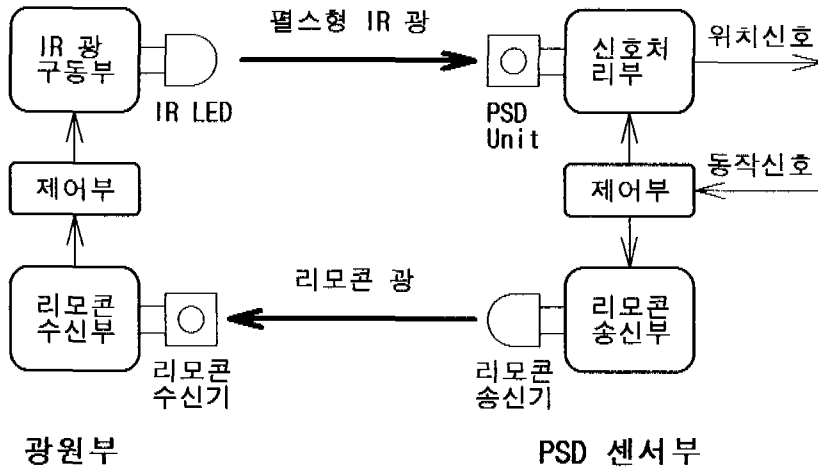 펄스형 IR 광
IR 광
구동부
IR LED
PSD
Unit
신호처
리부
위치신호
제어부
제어부
동작신호
리모콘 광
리모콘
수신부
리모콘
수신기
리모콘
송신기
리모콘
송신부
광원부
PSD 센서부